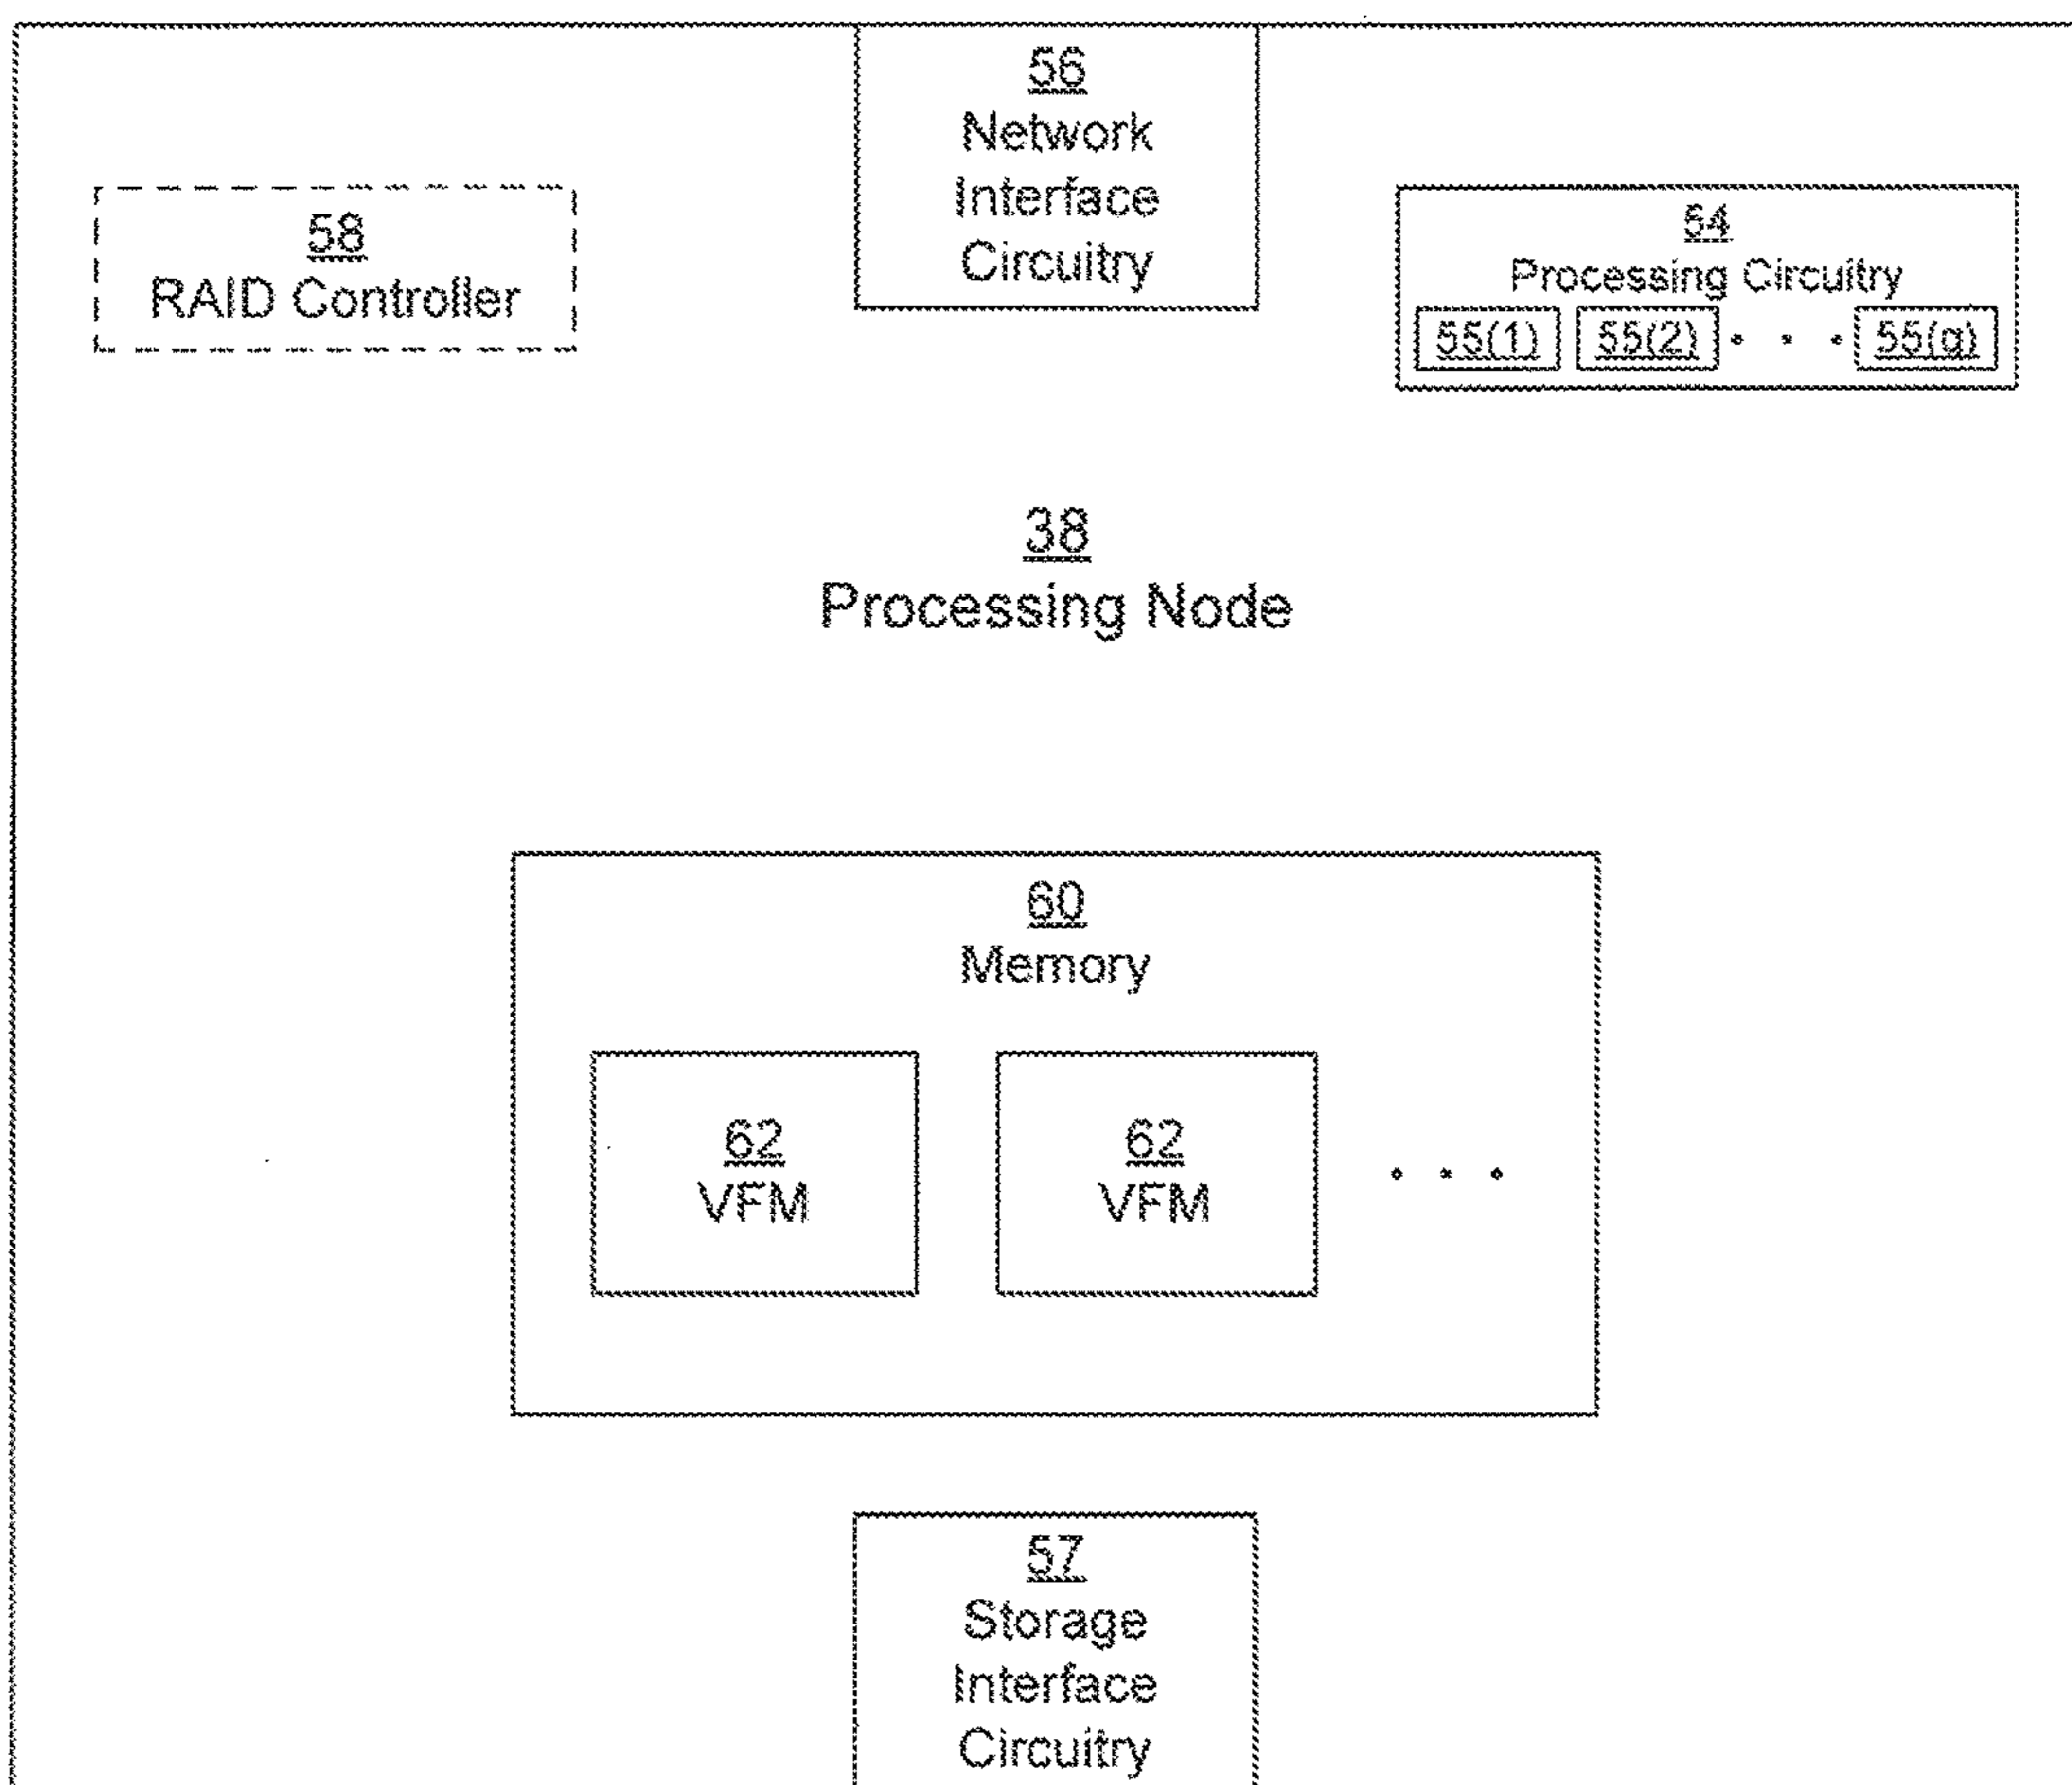 56
Network
Interface
Circuitry
58
RAID Controller
54
Processing Circuitry
55(1) 55(2) • • • 55(q)
38
Processing Node
60
Memory
62
VFM
62
VFM
• • •
57
Storage
Interface
Circuitry